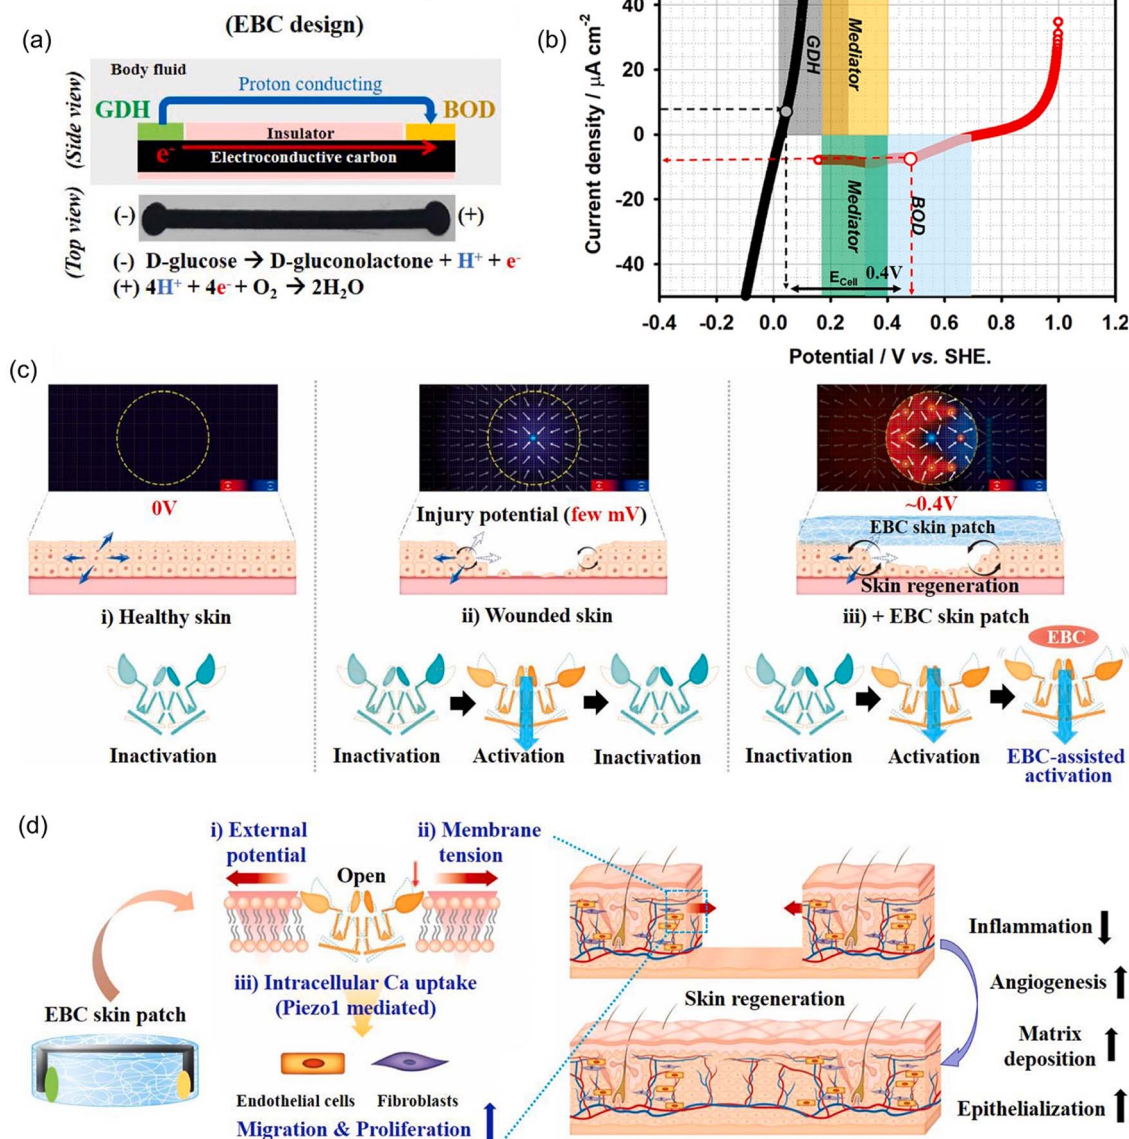 (a)
(EBC design)
(Side view)
Body fluid
Proton conducting
GDH
BOD
Insulator
e-
Electroconductive carbon
(Top view)
(-)
(+)
(-) D-glucose → D-gluconolactone + H+ + e-
(+) 4H+ + 4e- + O2 → 2H2O
(b)
Current density / μA cm-2
40
20
0
-20
-40
GDH
Mediator
Mediator
BOD
ECell 0.4V
-0.4 -0.2 0.0 0.2 0.4 0.6 0.8 1.0 1.2
Potential / V vs. SHE.
(c)
0V
i) Healthy skin
Inactivation
Injury potential (few mV)
ii) Wounded skin
Inactivation
Activation
Inactivation
~0.4V
EBC skin patch
Skin regeneration
iii) + EBC skin patch
EBC
Inactivation
Activation
EBC-assisted
activation
(d)
EBC skin patch
i) External
potential
ii) Membrane
tension
Open
iii) Intracellular Ca uptake
(Piezo1 mediated)
Endothelial cells
Fibroblasts
Migration & Proliferation
Skin regeneration
Inflammation
Angiogenesis
Matrix
deposition
Epithelialization